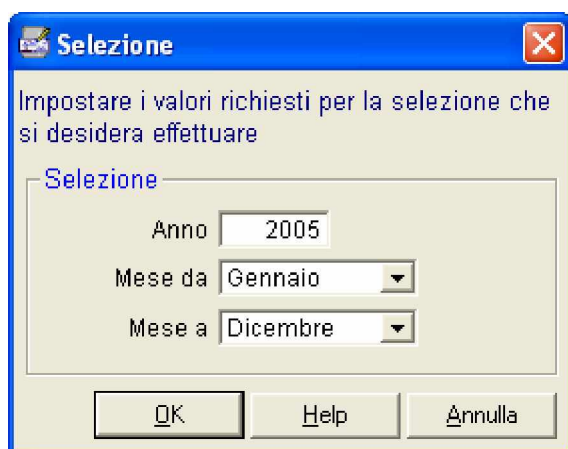 Selezione
Impostare i valori richiesti per la selezione che
si desidera effettuare
Selezione
Anno 2005
Mese da Gennaio
Mese a Dicembre
OK Help Annulla